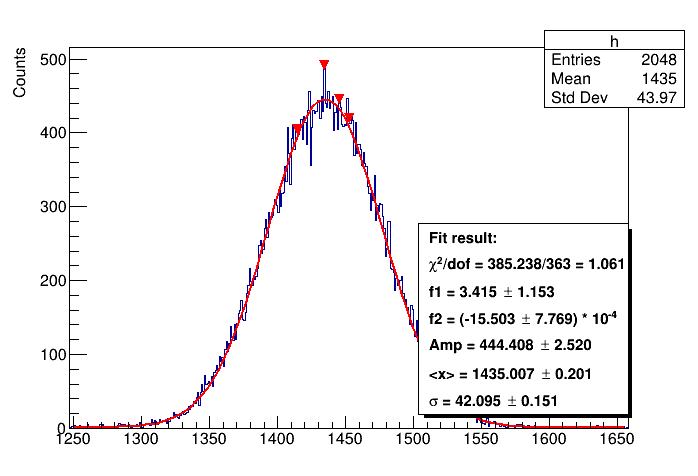 h
Entries 2048
Mean 1435
Std Dev 43.97
Counts
500
400
300
200
100
0
Fit result:
χ²/dof = 385.238/363 = 1.061
f1 = 3.415 ± 1.153
f2 = (-15.503 ± 7.769) * 10⁻⁴
Amp = 444.408 ± 2.520
<x> = 1435.007 ± 0.201
σ = 42.095 ± 0.151
1250 1300 1350 1400 1450 1500 1550 1600 1650